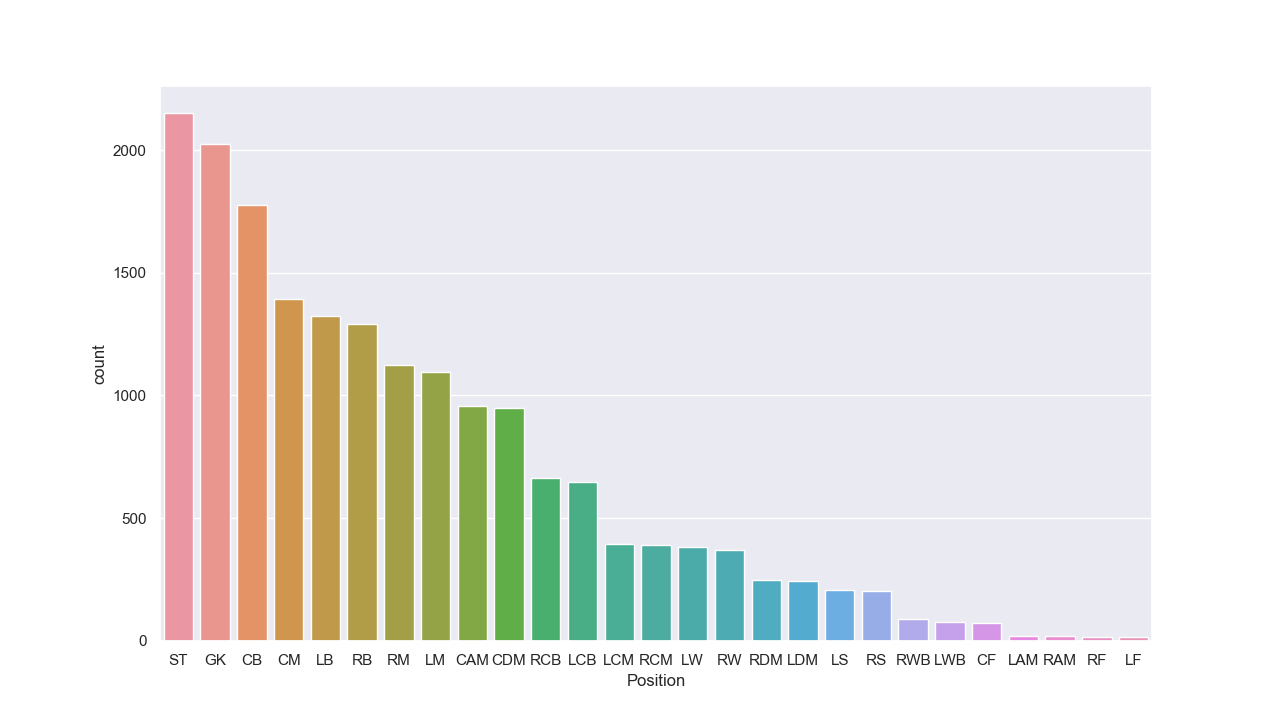 2000
1500
1000
500
0
count
ST GK CB CM LB RB RM LM CAM CDM RCB LCB LCM RCM LW RW RDM LDM LS RS RWB LWB CF LAM RAM RF LF
Position